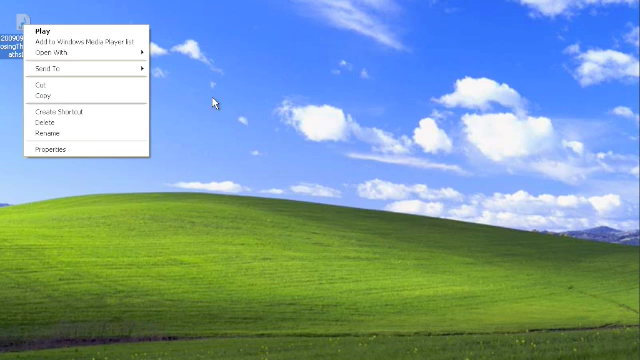 Play
Add to Windows Media Player list
Open With
Send To
Cut
Copy
Create Shortcut
Delete
Rename
Properties